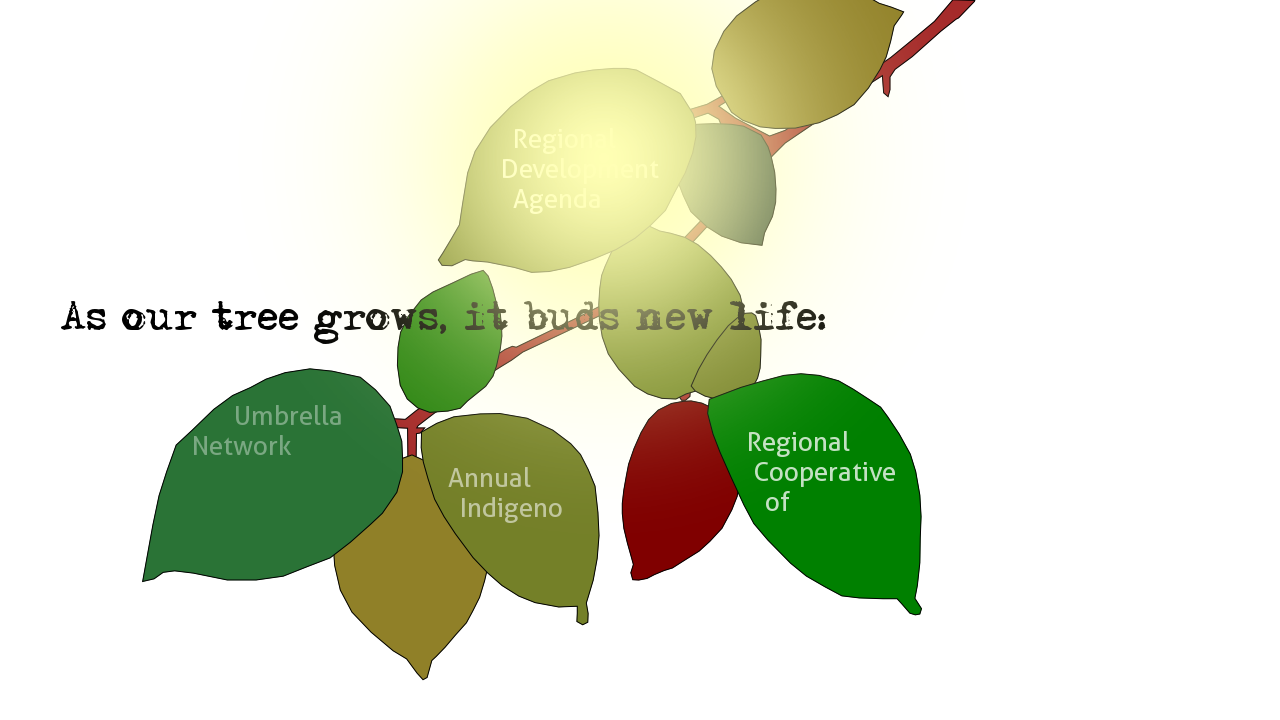 Regional
Development
Agenda
As our tree grows, it buds new life:
Umbrella
Network
Annual
Indigeno
Regional
Cooperative
of